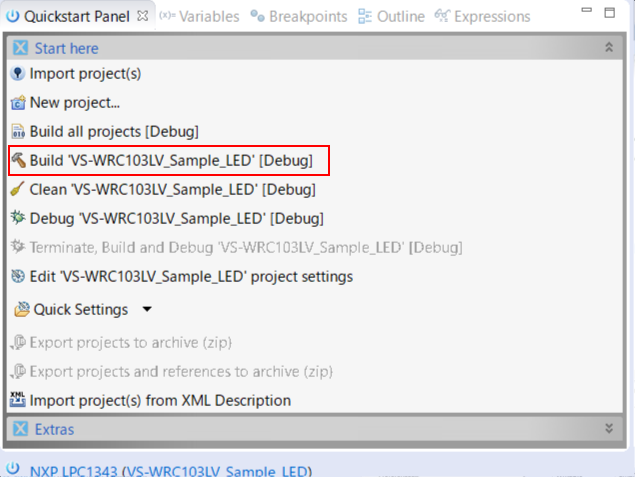 Quickstart Panel (x)= Variables Breakpoints Outline Expressions
Start here
Import project(s)
New project...
Build all projects [Debug]
Build 'VS-WRC103LV_Sample_LED' [Debug]
Clean 'VS-WRC103LV_Sample_LED' [Debug]
Debug 'VS-WRC103LV_Sample_LED' [Debug]
Terminate, Build and Debug 'VS-WRC103LV_Sample_LED' [Debug]
Edit 'VS-WRC103LV_Sample_LED' project settings
Quick Settings
Export projects to archive (zip)
Export projects and references to archive (zip)
Import project(s) from XML Description
Extras
NXP LPC1343 (VS-WRC103LV_Sample_LED)